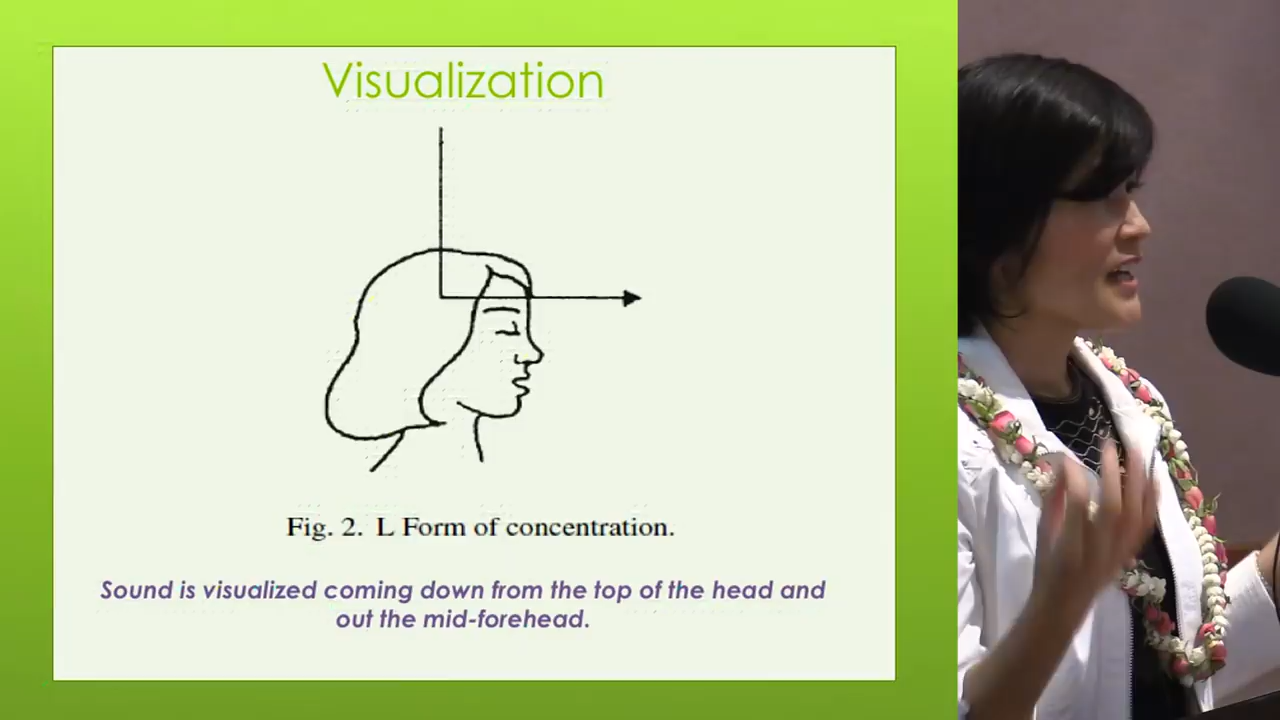 Visualization
Fig. 2. L Form of concentration.
Sound is visualized coming down from the top of the head and
out the mid-forehead.